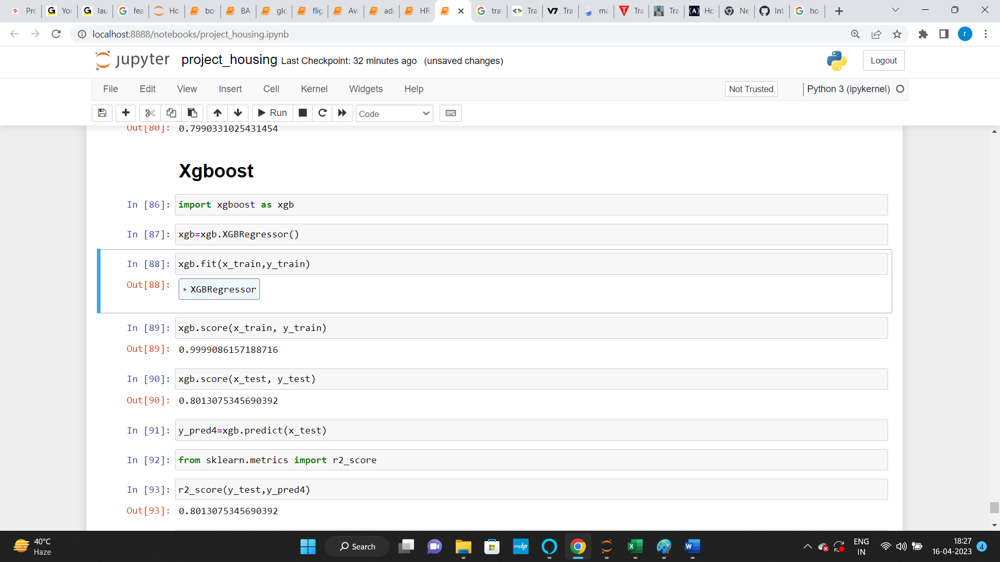 Pro
You
lau
fea
Ho
bo
BA
glo
flig
Ava
adu
HR
tra
Tra
V7 Tra
ma
Tra
Tra
Ho
Ne
Int
ho
localhost:8888/notebooks/project_housing.ipynb
r
jupyter project_housing Last Checkpoint: 32 minutes ago (unsaved changes)
Logout
File Edit View Insert Cell Kernel Widgets Help
Not Trusted
Python 3 (ipykernel)
Run
Code
Out[80]: 0.7990331025431454
Xgboost
In [86]: import xgboost as xgb
In [87]: xgb=xgb.XGBRegressor()
In [88]: xgb.fit(x_train,y_train)
Out[88]: ▸ XGBRegressor
In [89]: xgb.score(x_train, y_train)
Out[89]: 0.9999086157188716
In [90]: xgb.score(x_test, y_test)
Out[90]: 0.8013075345690392
In [91]: y_pred4=xgb.predict(x_test)
In [92]: from sklearn.metrics import r2_score
In [93]: r2_score(y_test,y_pred4)
Out[93]: 0.8013075345690392
40°C
Haze
Search
myhp
ENG
IN
18:27
16-04-2023
4